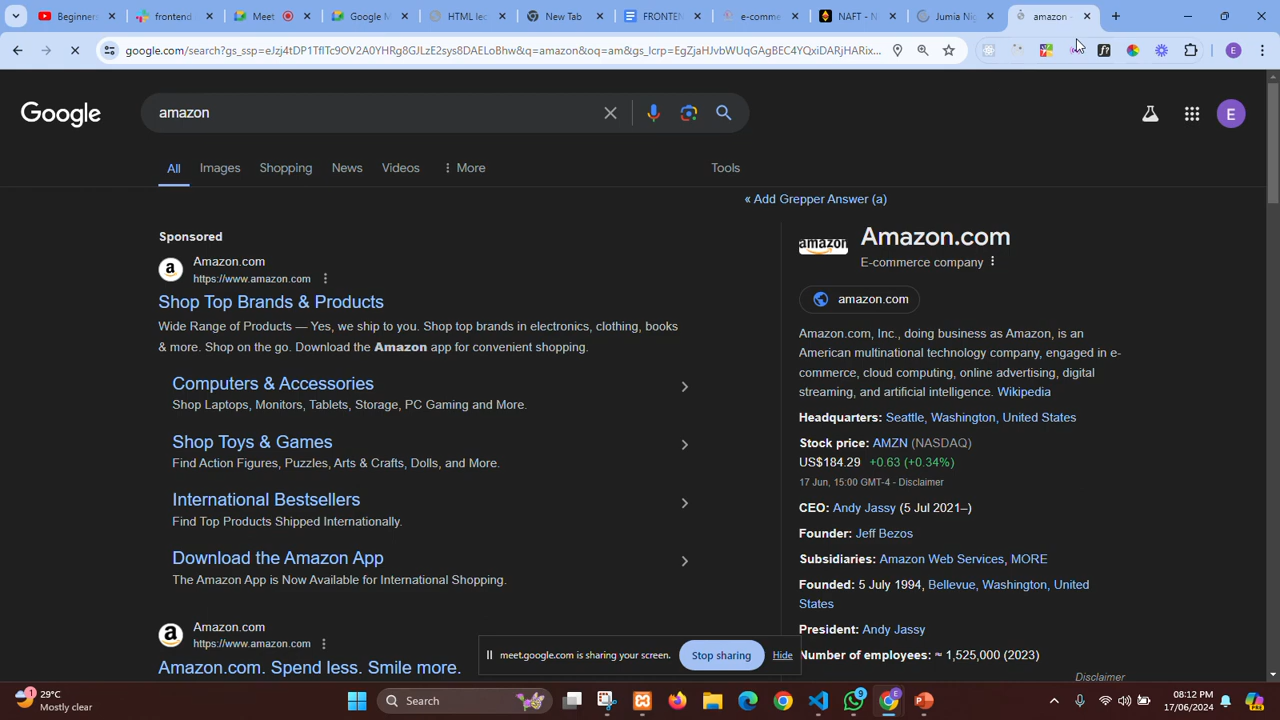 Beginner
frontend
Meet
Google M
HTML le
New Tab
FRONTEN
e-comme
NAFT - N
Jumia Nig
amazon -
google.com/search?gs_ssp=eJzj4tDP1TfITc9OV2A0YHRg8GJLzE2sys8DAELoBhw&q=amazon&oq=am&gs_lcrp=EgZjaHJvbWUqGAgBEC4YQxiDARjHARix...
E
Google
amazon
E
All
Images
Shopping
News
Videos
More
Tools
« Add Grepper Answer (a)
Sponsored
Amazon.com
https://www.amazon.com
Shop Top Brands & Products
Wide Range of Products — Yes, we ship to you. Shop top brands in electronics, clothing, books
& more. Shop on the go. Download the Amazon app for convenient shopping.
Computers & Accessories
Shop Laptops, Monitors, Tablets, Storage, PC Gaming and More.
Shop Toys & Games
Find Action Figures, Puzzles, Arts & Crafts, Dolls, and More.
International Bestsellers
Find Top Products Shipped Internationally.
Download the Amazon App
The Amazon App is Now Available for International Shopping.
Amazon.com
https://www.amazon.com
Amazon.com. Spend less. Smile more.
amazon
Amazon.com
E-commerce company
amazon.com
Amazon.com, Inc., doing business as Amazon, is an
American multinational technology company, engaged in e-
commerce, cloud computing, online advertising, digital
streaming, and artificial intelligence. Wikipedia
Headquarters: Seattle, Washington, United States
Stock price: AMZN (NASDAQ)
US$184.29 +0.63 (+0.34%)
17 Jun, 15:00 GMT-4 - Disclaimer
CEO: Andy Jassy (5 Jul 2021–)
Founder: Jeff Bezos
Subsidiaries: Amazon Web Services, MORE
Founded: 5 July 1994, Bellevue, Washington, United
States
President: Andy Jassy
Number of employees: ≈ 1,525,000 (2023)
Disclaimer
meet.google.com is sharing your screen.
Stop sharing
Hide
1
29°C
Mostly clear
Search
9
E
08:12 PM
17/06/2024